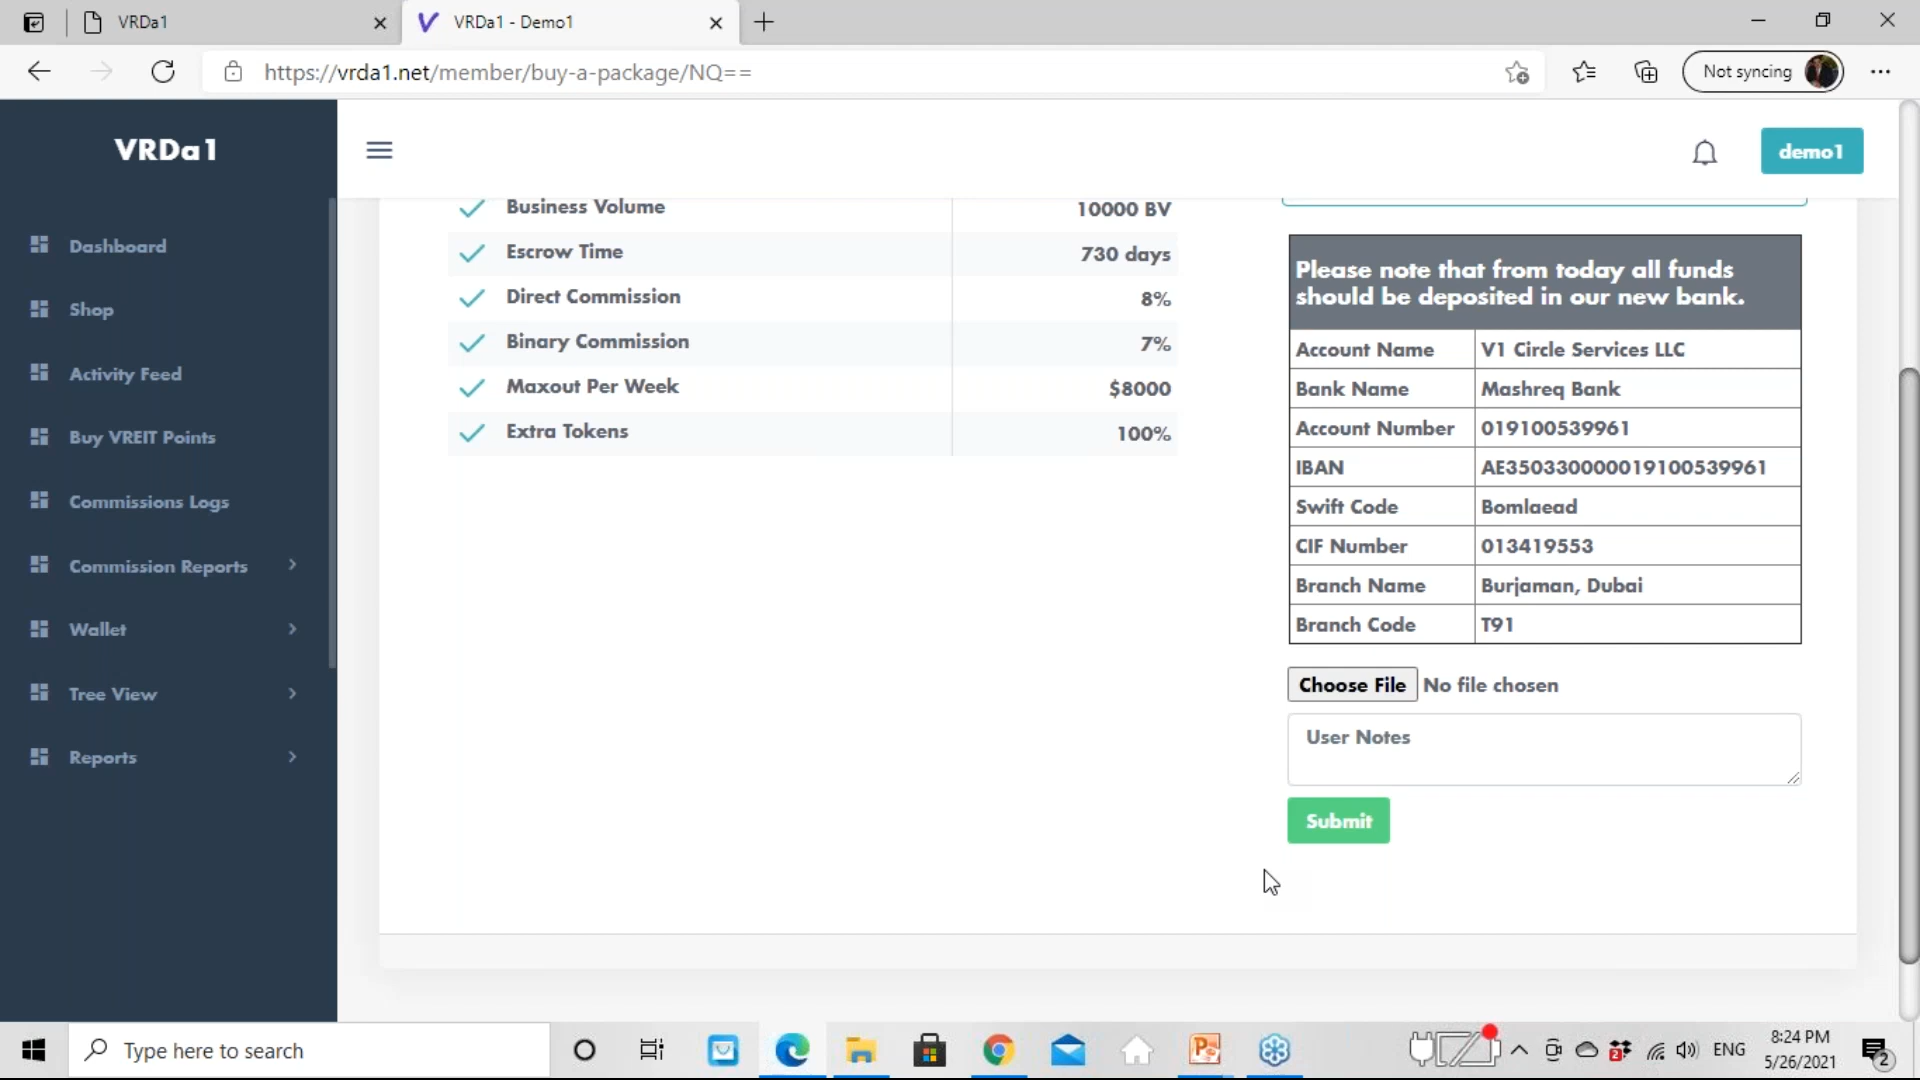 VRDa1
VRDa1 - Demo1
https://vrda1.net/member/buy-a-package/NQ==
Not syncing
VRDa1
demo1
Dashboard
Shop
Activity Feed
Buy VREIT Points
Commissions Logs
Commission Reports
Wallet
Tree View
Reports
Business Volume 10000 BV
Escrow Time 730 days
Direct Commission 8%
Binary Commission 7%
Maxout Per Week $8000
Extra Tokens 100%
Please note that from today all funds
should be deposited in our new bank.
Account Name V1 Circle Services LLC
Bank Name Mashreq Bank
Account Number 019100539961
IBAN AE350330000019100539961
Swift Code Bomlaead
CIF Number 013419553
Branch Name Burjaman, Dubai
Branch Code T91
Choose File No file chosen
User Notes
Submit
Type here to search
ENG
8:24 PM
5/26/2021
2
2